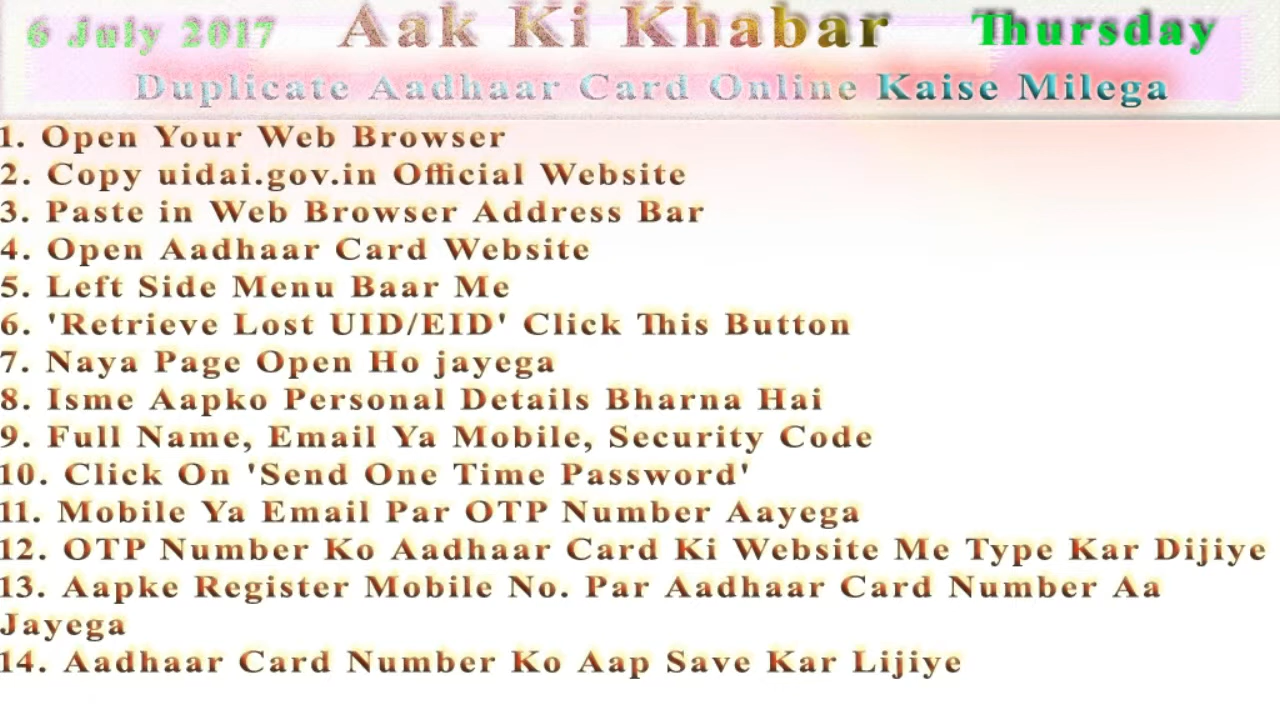 6 July 2017 Aak Ki Khabar Thursday
Duplicate Aadhaar Card Online Kaise Milega
1. Open Your Web Browser
2. Copy uidai.gov.in Official Website
3. Paste in Web Browser Address Bar
4. Open Aadhaar Card Website
5. Left Side Menu Baar Me
6. 'Retrieve Lost UID/EID' Click This Button
7. Naya Page Open Ho jayega
8. Isme Aapko Personal Details Bharna Hai
9. Full Name, Email Ya Mobile, Security Code
10. Click On 'Send One Time Password'
11. Mobile Ya Email Par OTP Number Aayega
12. OTP Number Ko Aadhaar Card Ki Website Me Type Kar Dijiye
13. Aapke Register Mobile No. Par Aadhaar Card Number Aa
Jayega
14. Aadhaar Card Number Ko Aap Save Kar Lijiye